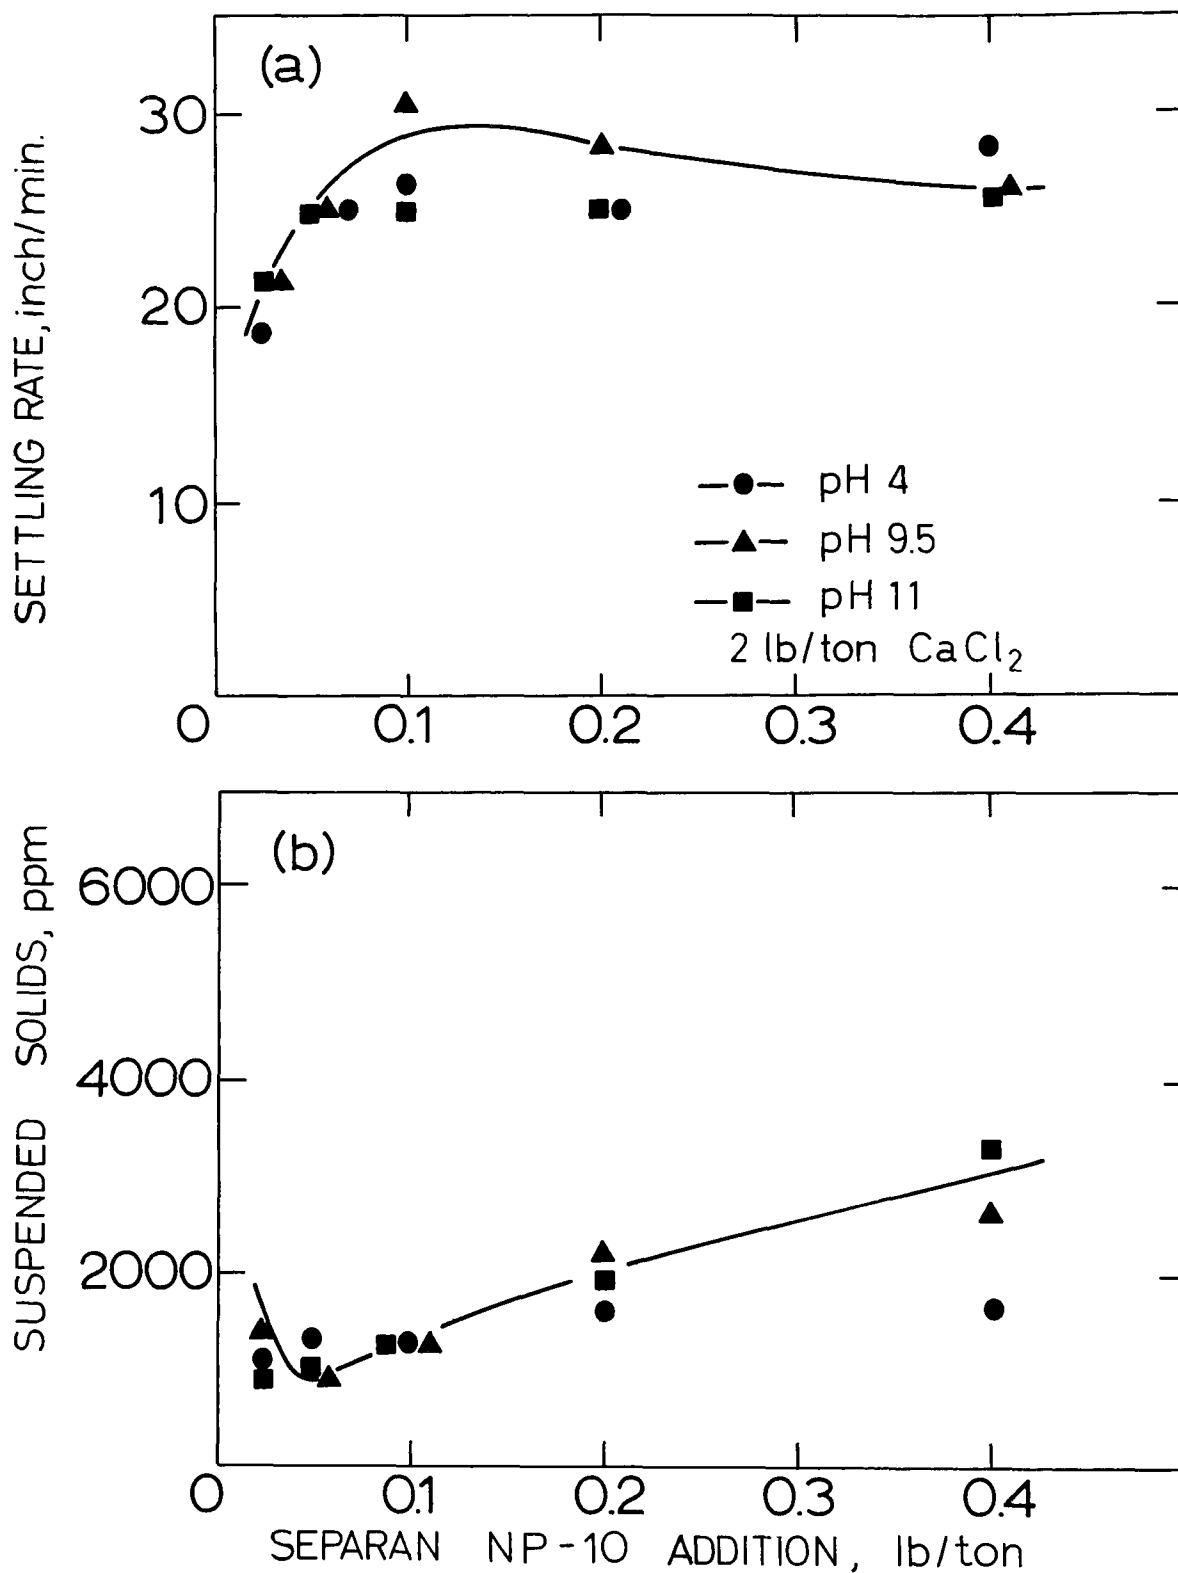 (a)
SETTLING RATE, inch/min.
30
20
10
pH 4
pH 9.5
pH 11
2 lb/ton CaCl₂
0 0.1 0.2 0.3 0.4
(b)
SUSPENDED SOLIDS, ppm
6000
4000
2000
0 0.1 0.2 0.3 0.4
SEPARAN NP-10 ADDITION, lb/ton